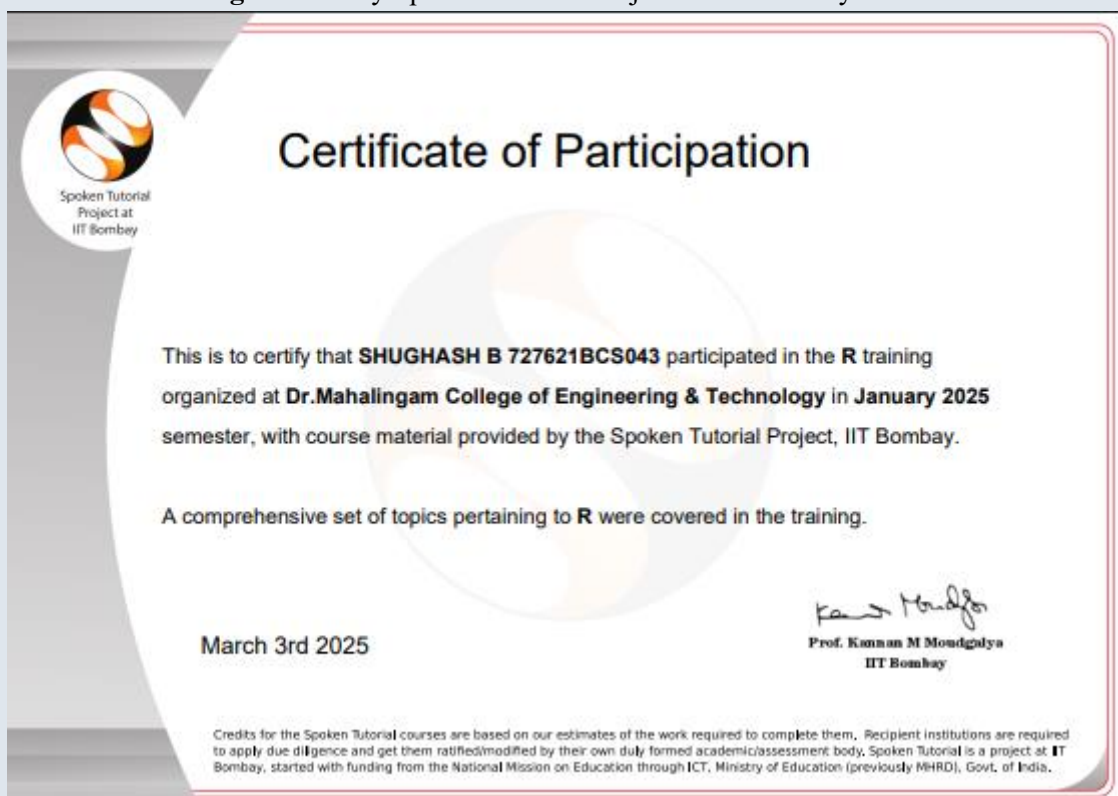 Spoken Tutorial
Project at
IIT Bombay
Certificate of Participation
This is to certify that SHUGHASH B 727621BCS043 participated in the R training
organized at Dr.Mahalingam College of Engineering & Technology in January 2025
semester, with course material provided by the Spoken Tutorial Project, IIT Bombay.
A comprehensive set of topics pertaining to R were covered in the training.
March 3rd 2025
Prof. Kannan M Moudgalya
IIT Bombay
Credits for the Spoken Tutorial courses are based on our estimates of the work required to complete them. Recipient institutions are required
to apply due diligence and get them ratified/modified by their own duly formed academic/assessment body. Spoken Tutorial is a project at IIT
Bombay, started with funding from the National Mission on Education through ICT, Ministry of Education (previously MHRD), Govt. of India.